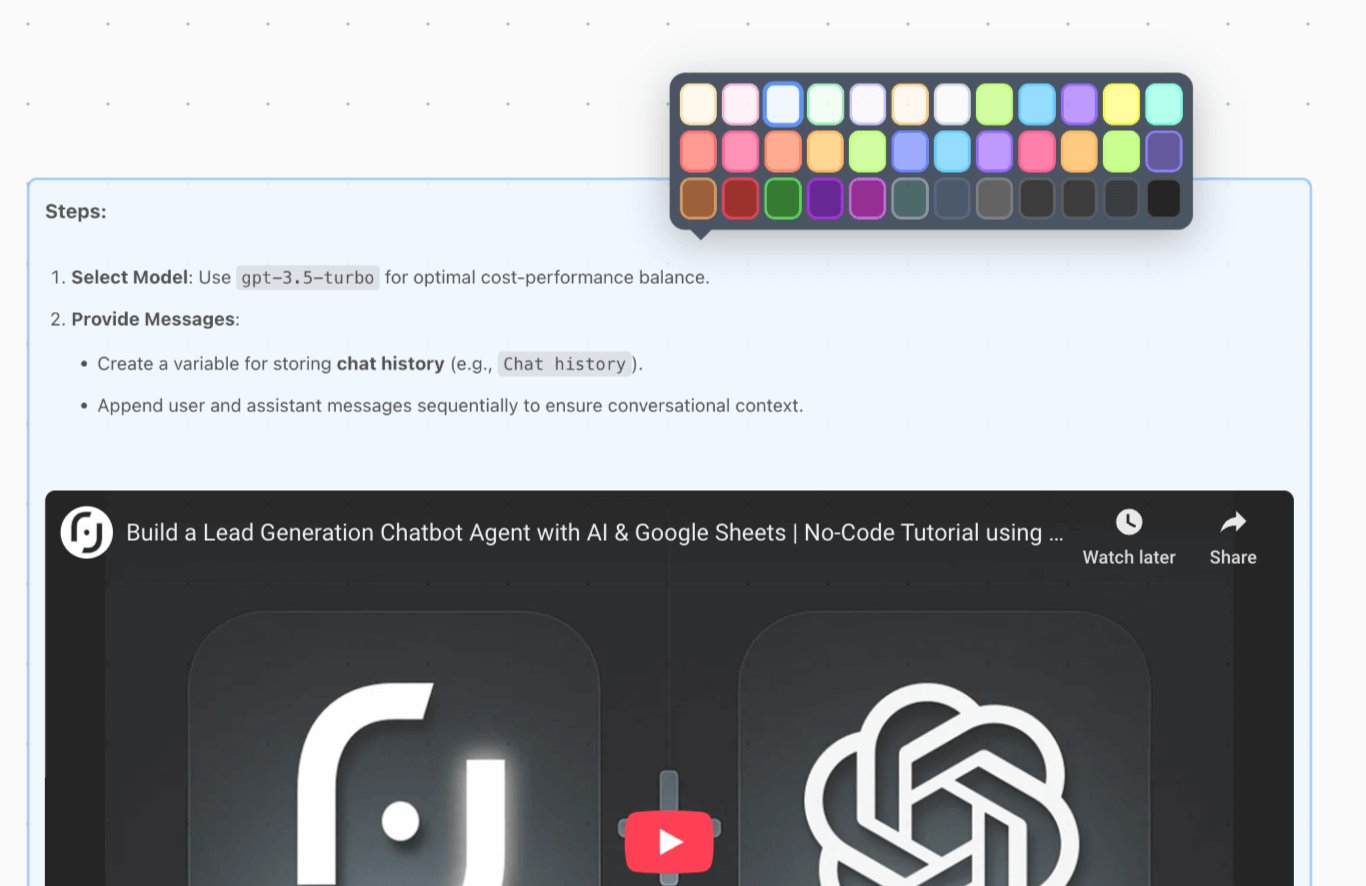 Steps:
1. Select Model: Use gpt-3.5-turbo for optimal cost-performance balance.
2. Provide Messages:
• Create a variable for storing chat history (e.g., Chat history).
• Append user and assistant messages sequentially to ensure conversational context.
Build a Lead Generation Chatbot Agent with AI & Google Sheets | No-Code Tutorial using ...
Watch later
Share